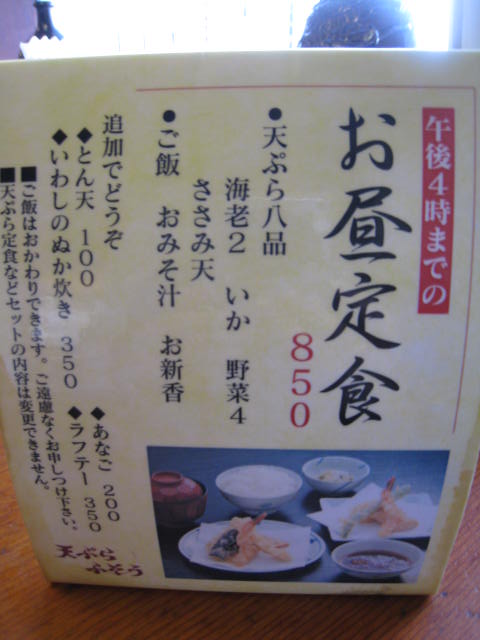 午後4時までの
お昼定食
850
●天ぷら八品
海老2 いか 野菜4
ささみ天
●ご飯 おみそ汁 お新香
追加でどうぞ
◆とん天 100
◆あなご 200
◆いわしのぬか炊き 350
◆ラフテー 350
■ご飯はおかわりできます。ご遠慮なくお申しつけ下さい。
■天ぷら定食などセットの内容は変更できません。
天ぷら
ふそう